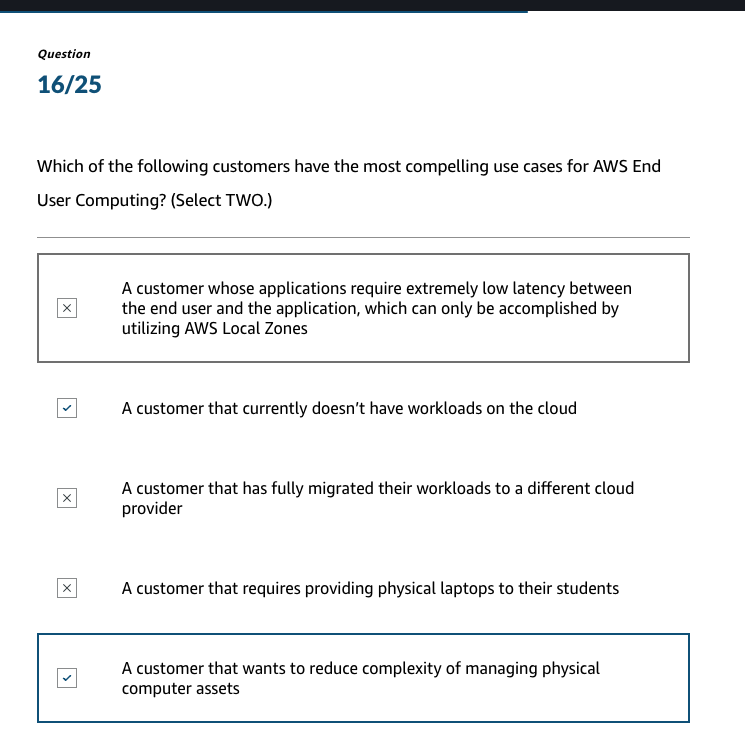 Question
16/25
Which of the following customers have the most compelling use cases for AWS End
User Computing? (Select TWO.)
A customer whose applications require extremely low latency between
the end user and the application, which can only be accomplished by
utilizing AWS Local Zones
A customer that currently doesn’t have workloads on the cloud
A customer that has fully migrated their workloads to a different cloud
provider
A customer that requires providing physical laptops to their students
A customer that wants to reduce complexity of managing physical
computer assets